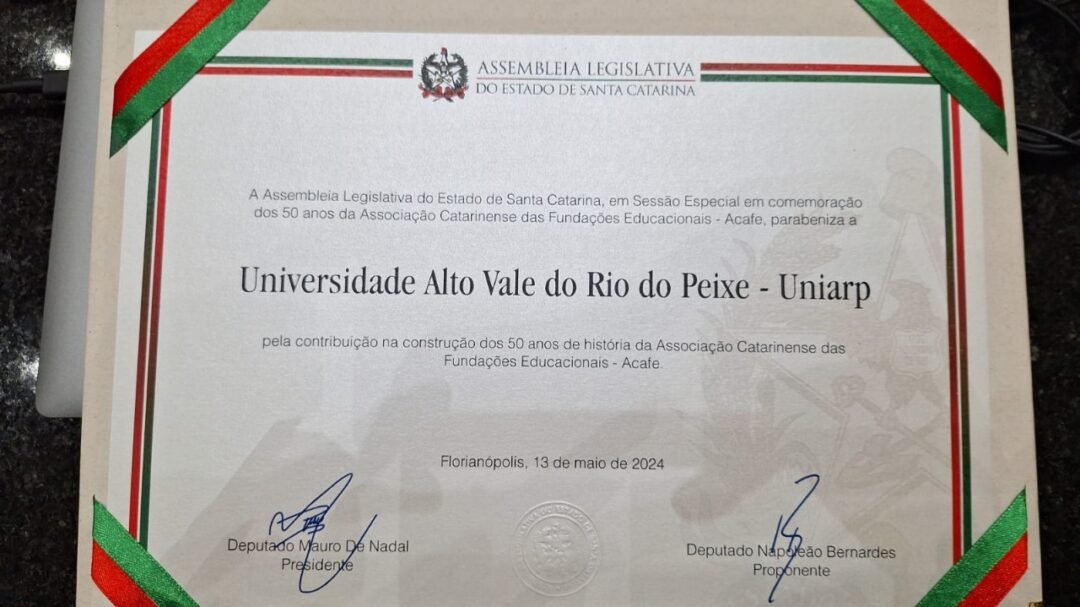 ASSEMBLEIA LEGISLATIVA
DO ESTADO DE SANTA CATARINA
A Assembleia Legislativa do Estado de Santa Catarina, em Sessão Especial em comemoração
dos 50 anos da Associação Catarinense das Fundações Educacionais - Acafe, parabeniza a
Universidade Alto Vale do Rio do Peixe - Uniarp
pela contribuição na construção dos 50 anos de história da Associação Catarinense das
Fundações Educacionais - Acafe.
Florianópolis, 13 de maio de 2024
Deputado Mauro De Nadal
Presidente
Deputado Napoleão Bernardes
Proponente